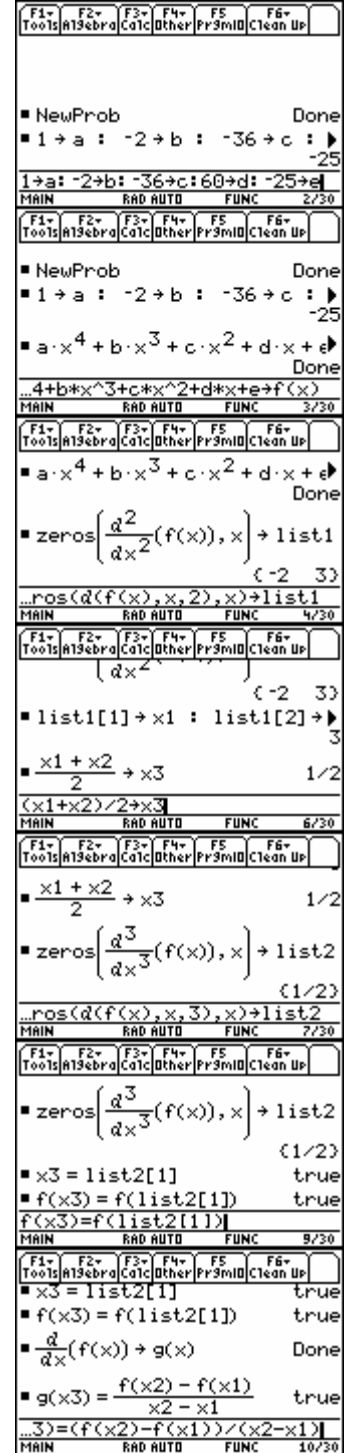 F1▾ F2▾ F3▾ F4▾ F5 F6▾
Tools Algebra Calc Other PrgmIO Clean Up
▪ NewProb Done
▪ 1 → a : ⁻2 → b : ⁻36 → c : ▶
⁻25
1→a: ⁻2→b: ⁻36→c:60→d: ⁻25→e
MAIN RAD AUTO FUNC 2/30
F1▾ F2▾ F3▾ F4▾ F5 F6▾
Tools Algebra Calc Other PrgmIO Clean Up
▪ NewProb Done
▪ 1 → a : ⁻2 → b : ⁻36 → c : ▶
⁻25
▪ a·x⁴ + b·x³ + c·x² + d·x + e▶
Done
…4+b*x^3+c*x^2+d*x+e→f(x)
MAIN RAD AUTO FUNC 3/30
F1▾ F2▾ F3▾ F4▾ F5 F6▾
Tools Algebra Calc Other PrgmIO Clean Up
▪ a·x⁴ + b·x³ + c·x² + d·x + e▶
Done
▪ zeros(d²/dx²(f(x)), x) → list1
{⁻2 3}
…ros(d(f(x),x,2),x)→list1
MAIN RAD AUTO FUNC 4/30
F1▾ F2▾ F3▾ F4▾ F5 F6▾
Tools Algebra Calc Other PrgmIO Clean Up
(dx²
{⁻2 3}
▪ list1[1] → x1 : list1[2] → ▶
3
▪ (x1 + x2)/2 → x3 1/2
(x1+x2)/2→x3
MAIN RAD AUTO FUNC 6/30
F1▾ F2▾ F3▾ F4▾ F5 F6▾
Tools Algebra Calc Other PrgmIO Clean Up
▪ (x1 + x2)/2 → x3 1/2
▪ zeros(d³/dx³(f(x)), x) → list2
{1/2}
…ros(d(f(x),x,3),x)→list2
MAIN RAD AUTO FUNC 7/30
F1▾ F2▾ F3▾ F4▾ F5 F6▾
Tools Algebra Calc Other PrgmIO Clean Up
▪ zeros(d³/dx³(f(x)), x) → list2
{1/2}
▪ x3 = list2[1] true
▪ f(x3) = f(list2[1]) true
f(x3)=f(list2[1])
MAIN RAD AUTO FUNC 9/30
F1▾ F2▾ F3▾ F4▾ F5 F6▾
Tools Algebra Calc Other PrgmIO Clean Up
▪ x3 = list2[1] true
▪ f(x3) = f(list2[1]) true
▪ d/dx(f(x)) → g(x) Done
▪ g(x3) = (f(x2) − f(x1))/(x2 − x1) true
…3)=(f(x2)-f(x1))/(x2-x1)
MAIN RAD AUTO FUNC 10/30